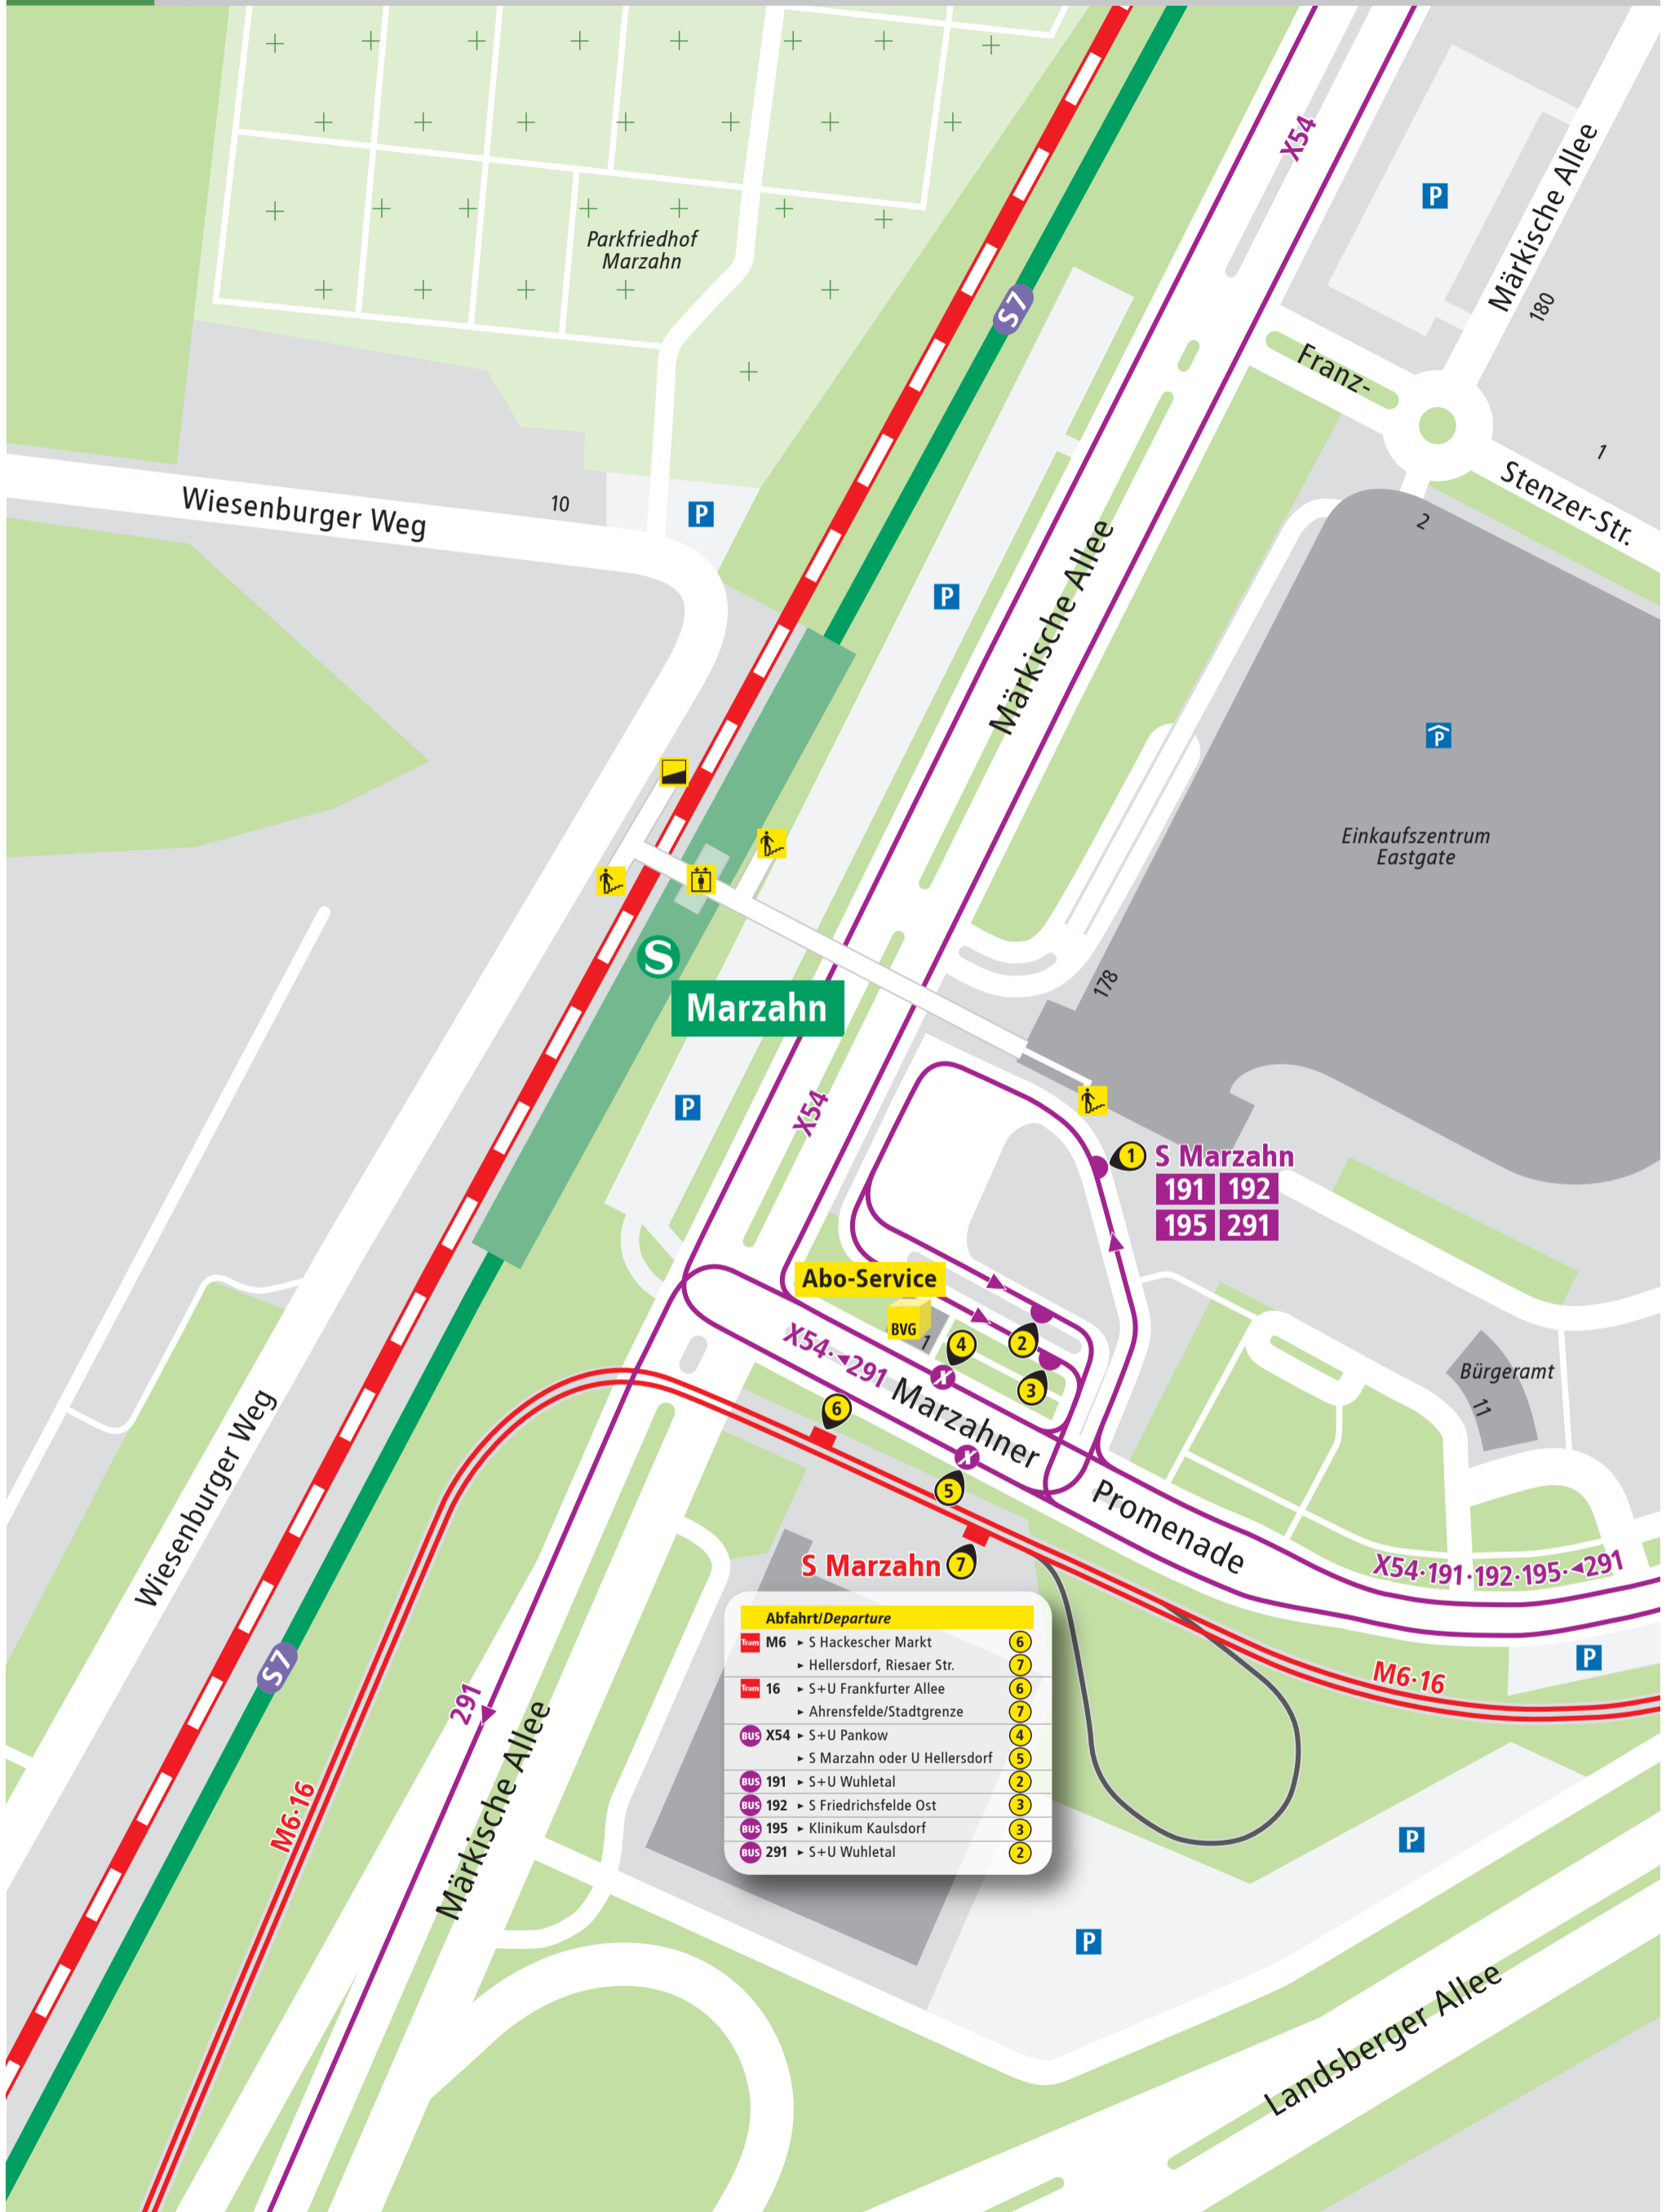 X54
P
Märkische Allee
180
Parkfriedhof
Marzahn
S7
Franz-
1
Stenzer-Str.
Wiesenburger Weg
10
P
2
P
Märkische Allee
P
Einkaufszentrum
Eastgate
S
178
Marzahn
P
X54
1 S Marzahn
191 192
195 291
Abo-Service
BVG
1
4
2
3
X54·◄291
X
Marzahner
Bürgeramt
11
6
X
5
Promenade
Wiesenburger Weg
S Marzahn 7
X54·191·192·195·◄291
Abfahrt/Departure
Tram M6 ▸ S Hackescher Markt 6
▸ Hellersdorf, Riesaer Str. 7
Tram 16 ▸ S+U Frankfurter Allee 6
▸ Ahrensfelde/Stadtgrenze 7
BUS X54 ▸ S+U Pankow 4
▸ S Marzahn oder U Hellersdorf 5
BUS 191 ▸ S+U Wuhletal 2
BUS 192 ▸ S Friedrichsfelde Ost 3
BUS 195 ▸ Klinikum Kaulsdorf 3
BUS 291 ▸ S+U Wuhletal 2
S7
P
M6·16
291
M6·16
Märkische Allee
P
P
Landsberger Allee